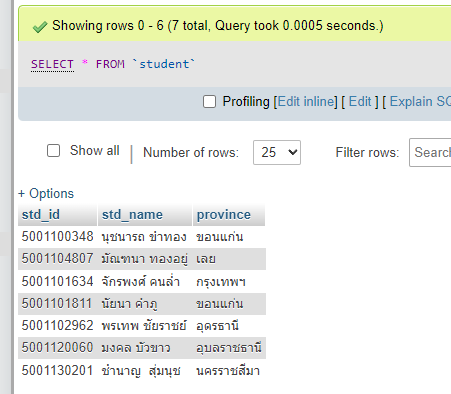 Showing rows 0 - 6 (7 total, Query took 0.0005 seconds.)
SELECT * FROM `student`
Profiling [Edit inline] [ Edit ] [ Explain SQ
Show all | Number of rows: 25 Filter rows: Searc
+ Options
std_id std_name province
5001100348 นุชนารถ ขำทอง ขอนแก่น
5001104807 มัณฑนา ทองอยู่ เลย
5001101634 จักรพงศ์ คนล่ำ กรุงเทพฯ
5001101811 นัยนา คำภู ขอนแก่น
5001102962 พรเทพ ชัยราชย์ อุดรธานี
5001120060 มงคล บัวขาว อุบลราชธานี
5001130201 ชำนาญ สุ่มนุช นครราชสีมา